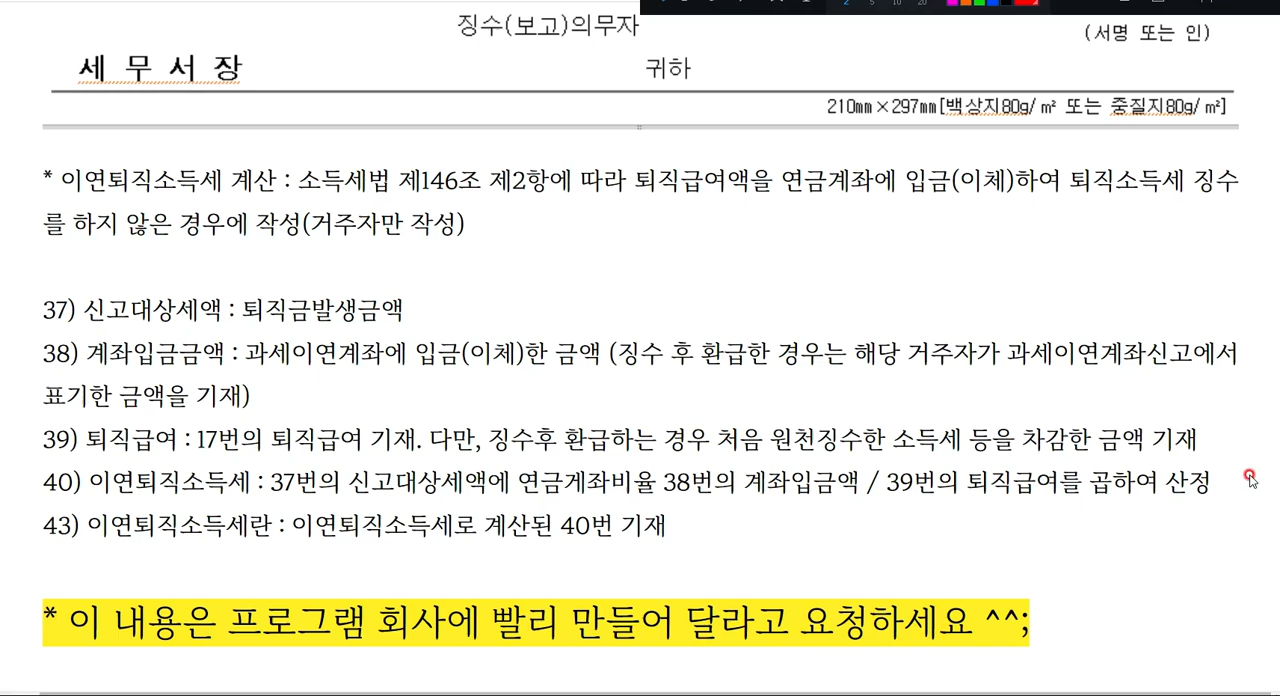 징수(보고)의무자
(서명 또는 인)
세 무 서 장
귀하
210㎜×297㎜[백상지80g/㎡ 또는 중질지80g/㎡]
* 이연퇴직소득세 계산 : 소득세법 제146조 제2항에 따라 퇴직급여액을 연금계좌에 입금(이체)하여 퇴직소득세 징수
를 하지 않은 경우에 작성(거주자만 작성)
37) 신고대상세액 : 퇴직금발생금액
38) 계좌입금금액 : 과세이연계좌에 입금(이체)한 금액 (징수 후 환급한 경우는 해당 거주자가 과세이연계좌신고에서
표기한 금액을 기재)
39) 퇴직급여 : 17번의 퇴직급여 기재. 다만, 징수후 환급하는 경우 처음 원천징수한 소득세 등을 차감한 금액 기재
40) 이연퇴직소득세 : 37번의 신고대상세액에 연금게좌비율 38번의 계좌입금액 / 39번의 퇴직급여를 곱하여 산정
43) 이연퇴직소득세란 : 이연퇴직소득세로 계산된 40번 기재
* 이 내용은 프로그램 회사에 빨리 만들어 달라고 요청하세요 ^^;